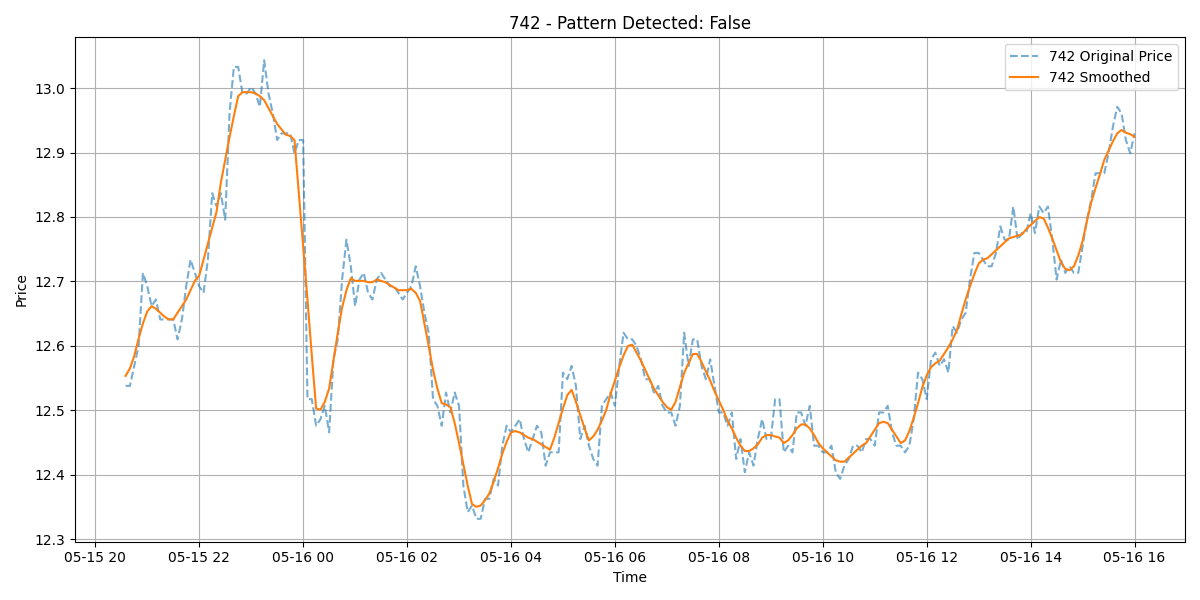 742 - Pattern Detected: False
742 Original Price
742 Smoothed
Price
13.0
12.9
12.8
12.7
12.6
12.5
12.4
12.3
05-15 20 05-15 22 05-16 00 05-16 02 05-16 04 05-16 06 05-16 08 05-16 10 05-16 12 05-16 14 05-16 16
Time